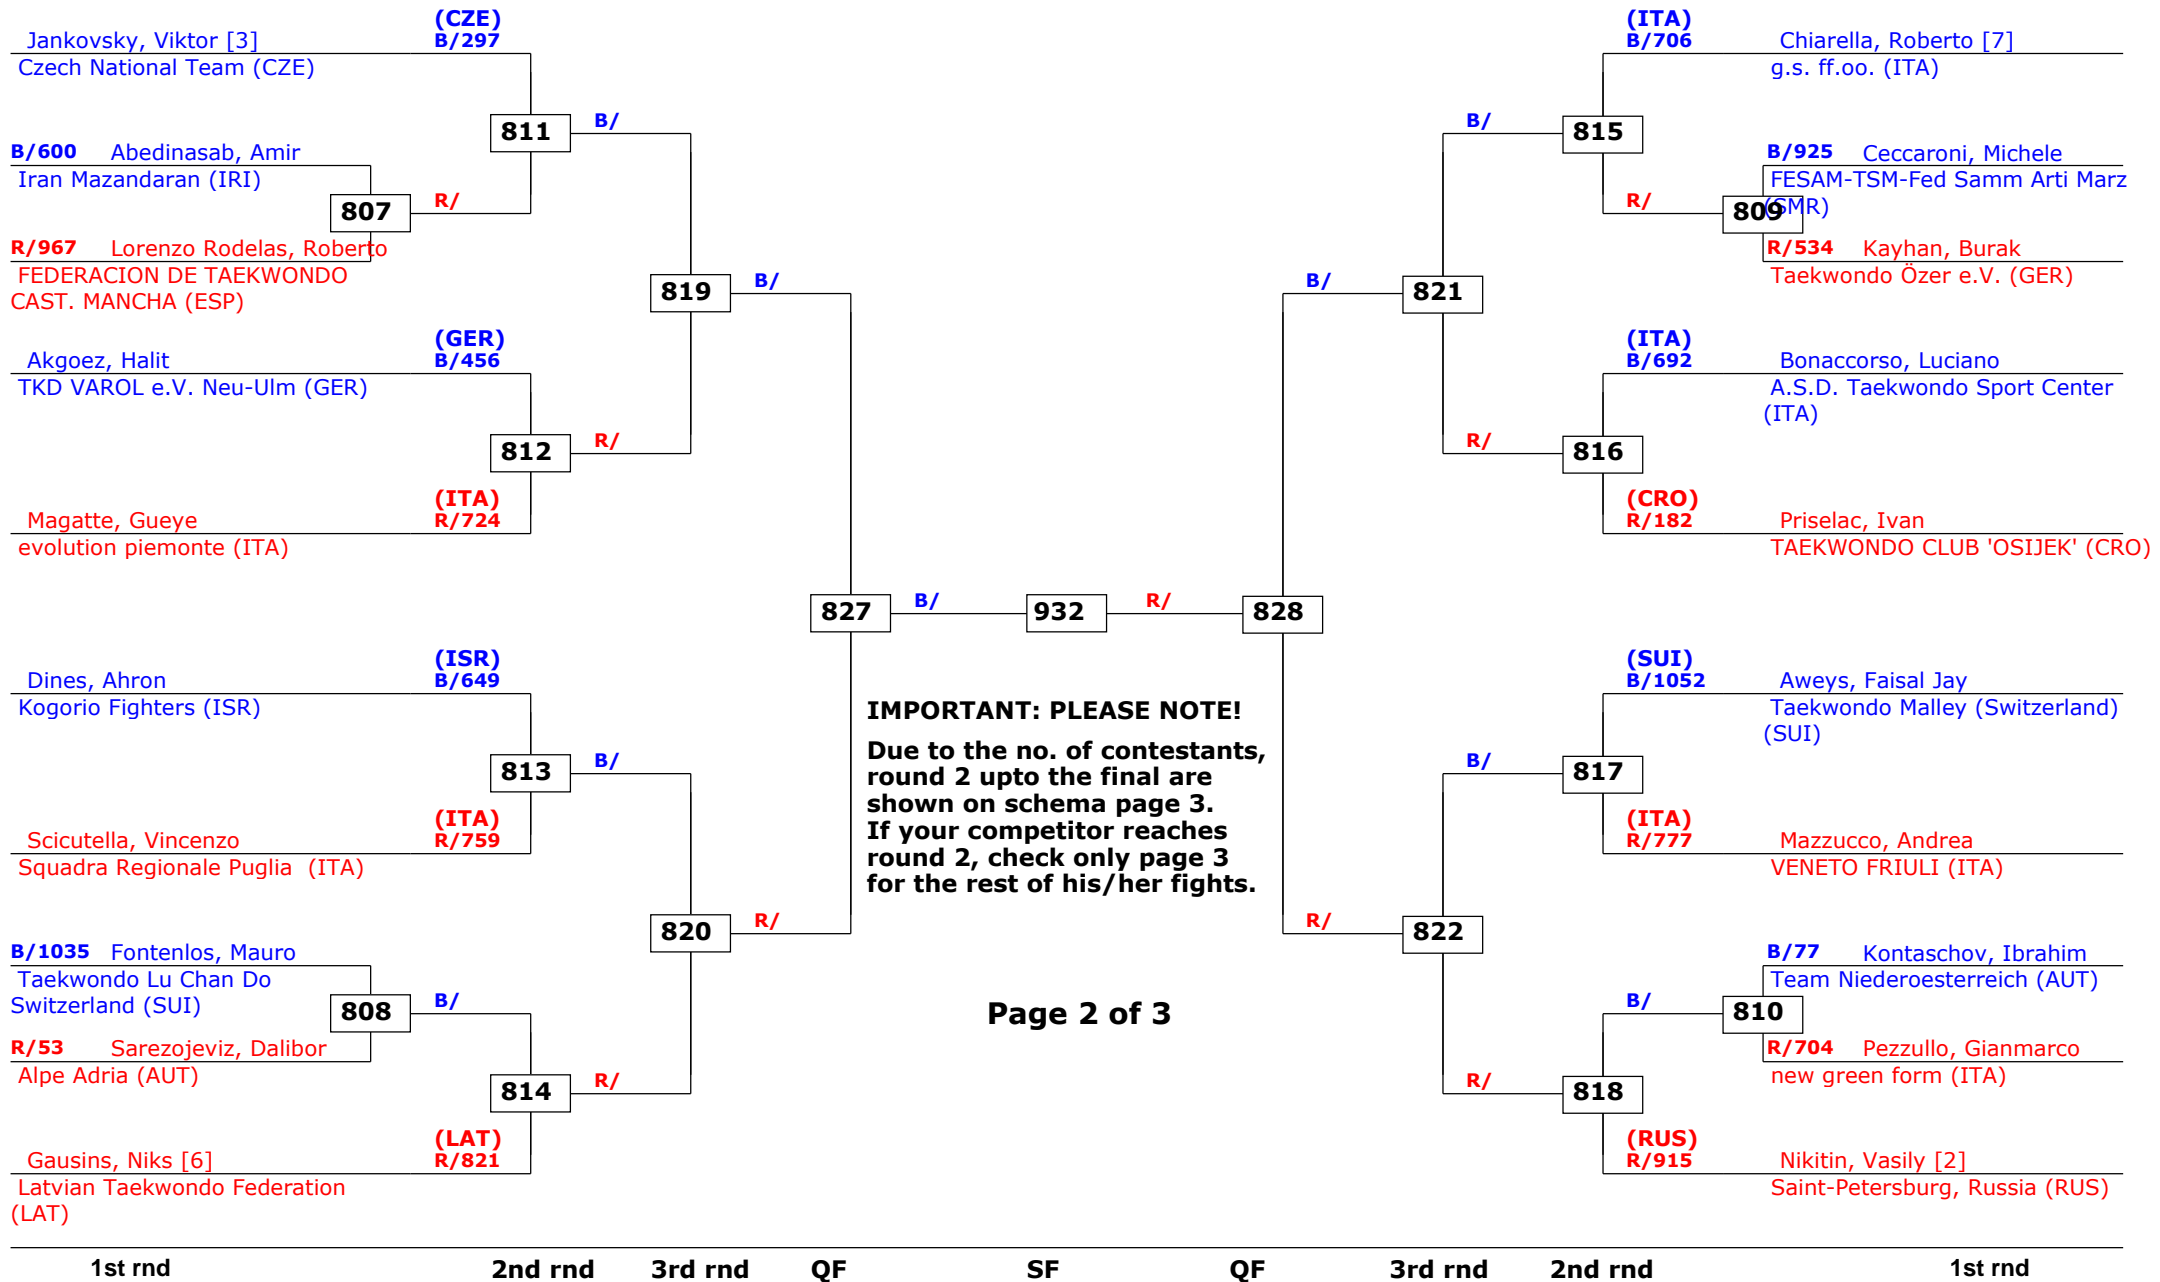 (CZE)
Jankovsky, Viktor [3] B/297
Czech National Team (CZE)
811
B/
B/600 Abedinasab, Amir
Iran Mazandaran (IRI)
807
R/
R/967 Lorenzo Rodelas, Roberto
FEDERACION DE TAEKWONDO
CAST. MANCHA (ESP)
819
B/
(GER)
Akgoez, Halit B/456
TKD VAROL e.V. Neu-Ulm (GER)
812
R/
(ITA)
Magatte, Gueye R/724
evolution piemonte (ITA)
827
B/
932
R/
828
(ISR)
Dines, Ahron B/649
Kogorio Fighters (ISR)
813
B/
(ITA)
Scicutella, Vincenzo R/759
Squadra Regionale Puglia (ITA)
820
R/
B/1035 Fontenlos, Mauro
Taekwondo Lu Chan Do
Switzerland (SUI)
808
B/
R/53 Sarezojeviz, Dalibor
Alpe Adria (AUT)
814
R/
(LAT)
Gausins, Niks [6] R/821
Latvian Taekwondo Federation
(LAT)
IMPORTANT: PLEASE NOTE!
Due to the no. of contestants,
round 2 upto the final are
shown on schema page 3.
If your competitor reaches
round 2, check only page 3
for the rest of his/her fights.
Page 2 of 3
(ITA)
B/706 Chiarella, Roberto [7]
g.s. ff.oo. (ITA)
B/
815
B/925 Ceccaroni, Michele
FESAM-TSM-Fed Samm Arti Marz
(SMR)
R/
809
R/534 Kayhan, Burak
Taekwondo Özer e.V. (GER)
B/
821
(ITA)
B/692 Bonaccorso, Luciano
A.S.D. Taekwondo Sport Center
(ITA)
R/
816
(CRO)
R/182 Priselac, Ivan
TAEKWONDO CLUB 'OSIJEK' (CRO)
(SUI)
B/1052 Aweys, Faisal Jay
Taekwondo Malley (Switzerland)
(SUI)
B/
817
(ITA)
R/777 Mazzucco, Andrea
VENETO FRIULI (ITA)
R/
822
B/77 Kontaschov, Ibrahim
Team Niederoesterreich (AUT)
B/
810
R/704 Pezzullo, Gianmarco
new green form (ITA)
R/
818
(RUS)
R/915 Nikitin, Vasily [2]
Saint-Petersburg, Russia (RUS)
1st rnd 2nd rnd 3rd rnd QF SF QF 3rd rnd 2nd rnd 1st rnd